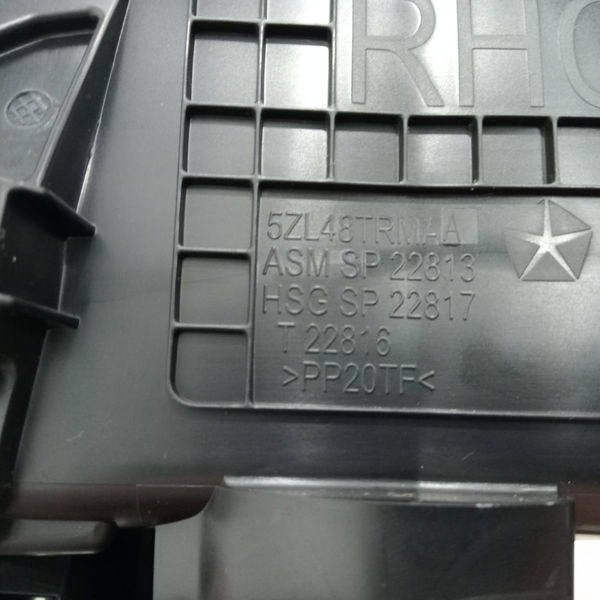 RH
5ZL48TRMAA
ASM SP 22813
HSG SP 22817
T 22816
>PP20TF<